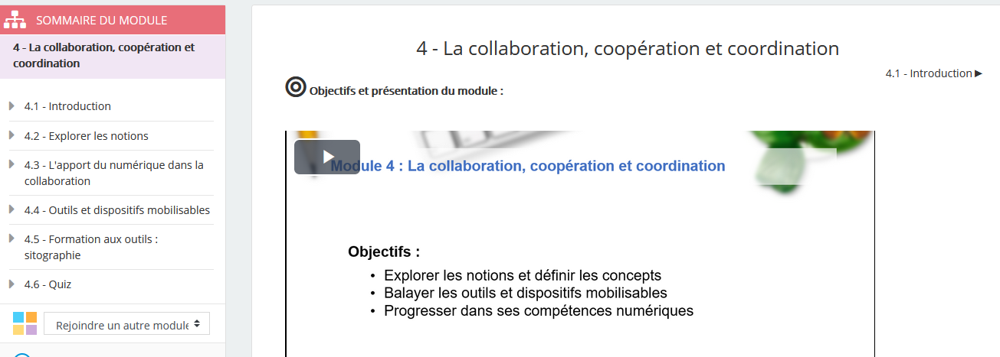 SOMMAIRE DU MODULE
4 - La collaboration, coopération et
coordination
4.1 - Introduction
4.2 - Explorer les notions
4.3 - L'apport du numérique dans la
collaboration
4.4 - Outils et dispositifs mobilisables
4.5 - Formation aux outils :
sitographie
4.6 - Quiz
Rejoindre un autre module
4 - La collaboration, coopération et coordination
4.1 - Introduction ▶
Objectifs et présentation du module :
Module 4 : La collaboration, coopération et coordination
Objectifs :
• Explorer les notions et définir les concepts
• Balayer les outils et dispositifs mobilisables
• Progresser dans ses compétences numériques